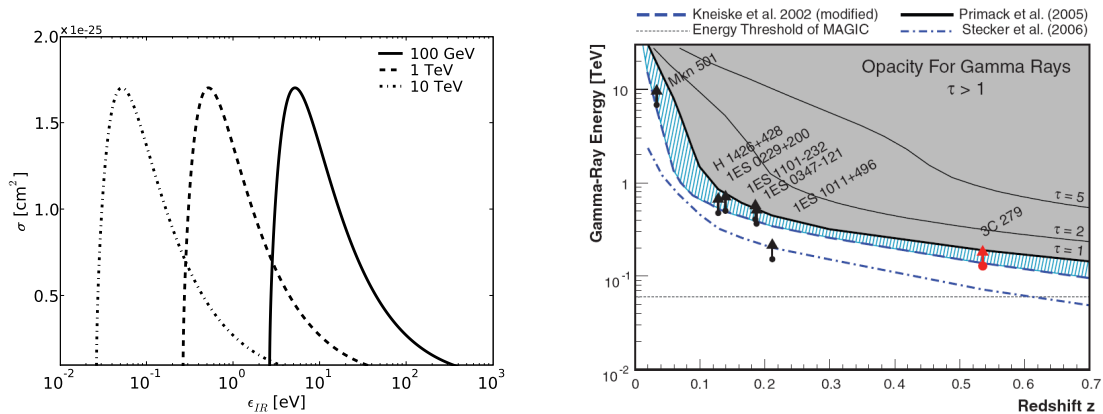 2.0 ×1e-25
1.5
1.0
0.5
σ [cm²]
10⁻² 10⁻¹ 10⁰ 10¹ 10² 10³
ϵ_IR [eV]
100 GeV
1 TeV
10 TeV
Kneiske et al. 2002 (modified) Primack et al. (2005)
Energy Threshold of MAGIC Stecker et al. (2006)
Gamma-Ray Energy [TeV]
10
1
10⁻¹
10⁻²
Opacity For Gamma Rays
τ > 1
Mkn 501
H 1426+428
1ES 0229+200
1ES 1101-232
1ES 0347-121
1ES 1011+496
3C 279
τ = 5
τ = 2
τ = 1
0 0.1 0.2 0.3 0.4 0.5 0.6 0.7
Redshift z